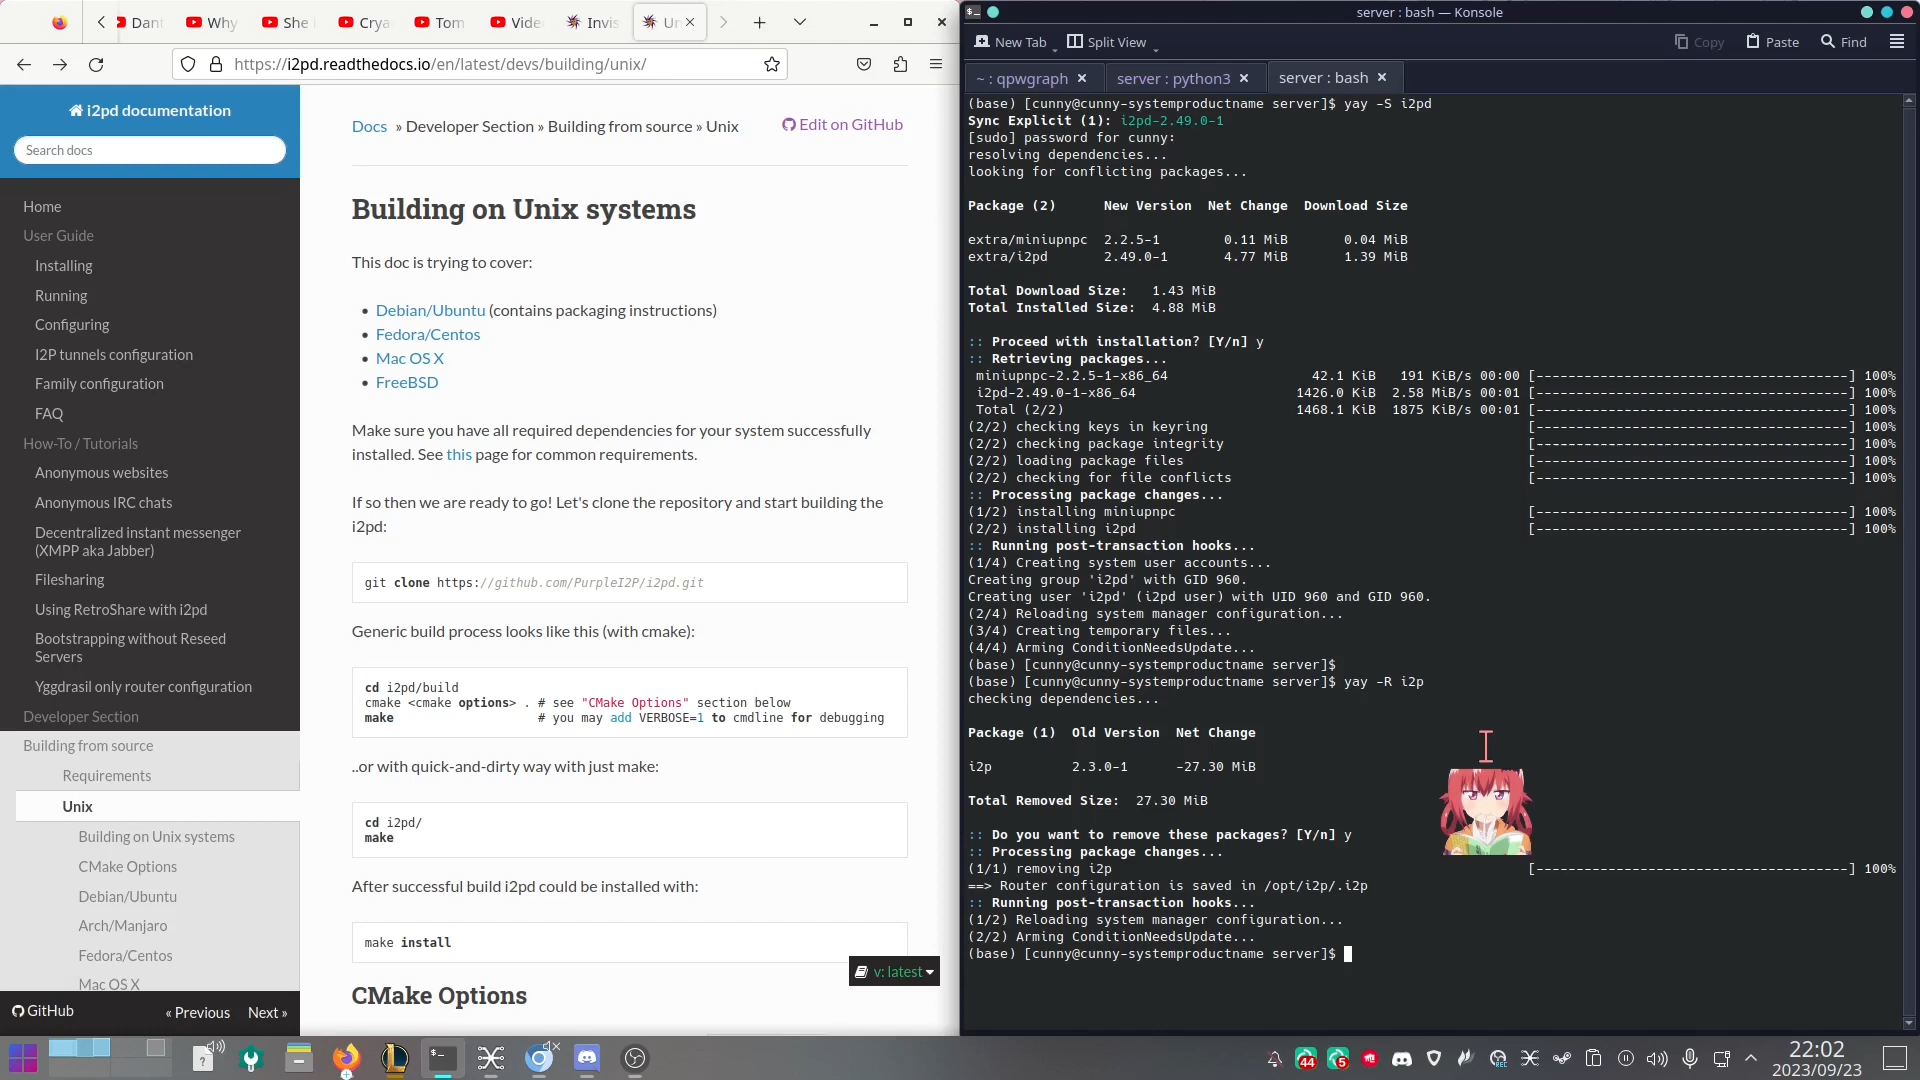 Dant
Why
She
Crya
Tom
Vide
Invis
Un
https://i2pd.readthedocs.io/en/latest/devs/building/unix/
i2pd documentation
Search docs
Home
User Guide
Installing
Running
Configuring
I2P tunnels configuration
Family configuration
FAQ
How-To / Tutorials
Anonymous websites
Anonymous IRC chats
Decentralized instant messenger
(XMPP aka Jabber)
Filesharing
Using RetroShare with i2pd
Bootstrapping without Reseed
Servers
Yggdrasil only router configuration
Developer Section
Building from source
Requirements
Unix
Building on Unix systems
CMake Options
Debian/Ubuntu
Arch/Manjaro
Fedora/Centos
Mac OS X
GitHub
« Previous
Next »
Docs » Developer Section » Building from source » Unix
Edit on GitHub
Building on Unix systems
This doc is trying to cover:
• Debian/Ubuntu (contains packaging instructions)
• Fedora/Centos
• Mac OS X
• FreeBSD
Make sure you have all required dependencies for your system successfully
installed. See this page for common requirements.
If so then we are ready to go! Let's clone the repository and start building the
i2pd:
git clone https://github.com/PurpleI2P/i2pd.git
Generic build process looks like this (with cmake):
cd i2pd/build
cmake <cmake options> . # see "CMake Options" section below
make # you may add VERBOSE=1 to cmdline for debugging
..or with quick-and-dirty way with just make:
cd i2pd/
make
After successful build i2pd could be installed with:
make install
v: latest
CMake Options
server : bash — Konsole
New Tab
Split View
Copy
Paste
Find
~ : qpwgraph
server : python3
server : bash
(base) [cunny@cunny-systemproductname server]$ yay -S i2pd
Sync Explicit (1): i2pd-2.49.0-1
[sudo] password for cunny:
resolving dependencies...
looking for conflicting packages...
Package (2) New Version Net Change Download Size
extra/miniupnpc 2.2.5-1 0.11 MiB 0.04 MiB
extra/i2pd 2.49.0-1 4.77 MiB 1.39 MiB
Total Download Size: 1.43 MiB
Total Installed Size: 4.88 MiB
:: Proceed with installation? [Y/n] y
:: Retrieving packages...
miniupnpc-2.2.5-1-x86_64 42.1 KiB 191 KiB/s 00:00 [---------------------------------------] 100%
i2pd-2.49.0-1-x86_64 1426.0 KiB 2.58 MiB/s 00:01 [---------------------------------------] 100%
Total (2/2) 1468.1 KiB 1875 KiB/s 00:01 [---------------------------------------] 100%
(2/2) checking keys in keyring [---------------------------------------] 100%
(2/2) checking package integrity [---------------------------------------] 100%
(2/2) loading package files [---------------------------------------] 100%
(2/2) checking for file conflicts [---------------------------------------] 100%
:: Processing package changes...
(1/2) installing miniupnpc [---------------------------------------] 100%
(2/2) installing i2pd [---------------------------------------] 100%
:: Running post-transaction hooks...
(1/4) Creating system user accounts...
Creating group 'i2pd' with GID 960.
Creating user 'i2pd' (i2pd user) with UID 960 and GID 960.
(2/4) Reloading system manager configuration...
(3/4) Creating temporary files...
(4/4) Arming ConditionNeedsUpdate...
(base) [cunny@cunny-systemproductname server]$
(base) [cunny@cunny-systemproductname server]$ yay -R i2p
checking dependencies...
Package (1) Old Version Net Change
i2p 2.3.0-1 -27.30 MiB
Total Removed Size: 27.30 MiB
:: Do you want to remove these packages? [Y/n] y
:: Processing package changes...
(1/1) removing i2p [---------------------------------------] 100%
==> Router configuration is saved in /opt/i2p/.i2p
:: Running post-transaction hooks...
(1/2) Reloading system manager configuration...
(2/2) Arming ConditionNeedsUpdate...
(base) [cunny@cunny-systemproductname server]$
44
5
REC
22:02
2023/09/23